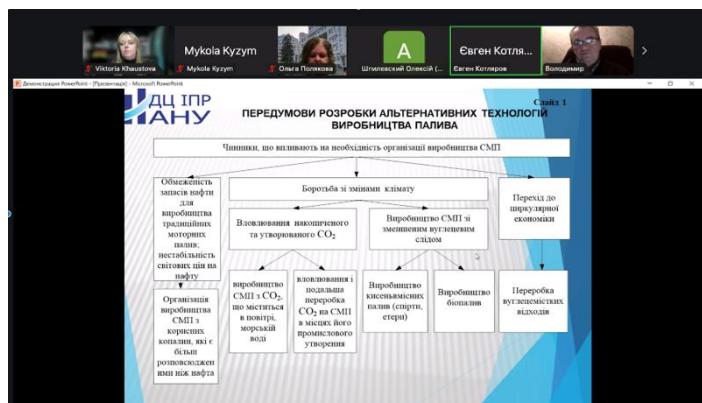 Mykola Kyzym
А
Євген Котля...
Viktoria Khaustova
Mykola Kyzym
Ольга Полякова
Штилевский Олексій (...
Євген Котляров
Володимир
Демонстрация PowerPoint - [Презентація] - Microsoft PowerPoint
ДЦ ІПР
АНУ
Слайд 1
ПЕРЕДУМОВИ РОЗРОБКИ АЛЬТЕРНАТИВНИХ ТЕХНОЛОГІЙ
ВИРОБНИЦТВА ПАЛИВА
Чинники, що впливають на необхідність організації виробництва СМП
Обмеженість
запасів нафти
для
виробництва
традиційних
моторних
палив;
нестабільність
світових цін на
нафту
Організація
виробництва
СМП з
корисних
копалин, які є
більш
розповсюджен
ими ніж нафта
Боротьба зі змінами клімату
Вловлювання накопиченого
та утворюваного CO2
виробництво
СМП з CO2,
що міститься
в повітрі,
морській
воді
вловлювання і
подальша
переробка
CO2 на СМП
в місцях його
промислового
утворення
Виробництво СМП зі
зменшеним вуглецевим
слідом
Виробництво
кисеньмісних
палив (спирти,
етери)
Виробництво
біопалив
Перехід до
циркулярної
економіки
Переробка
вуглецемістких
відходів